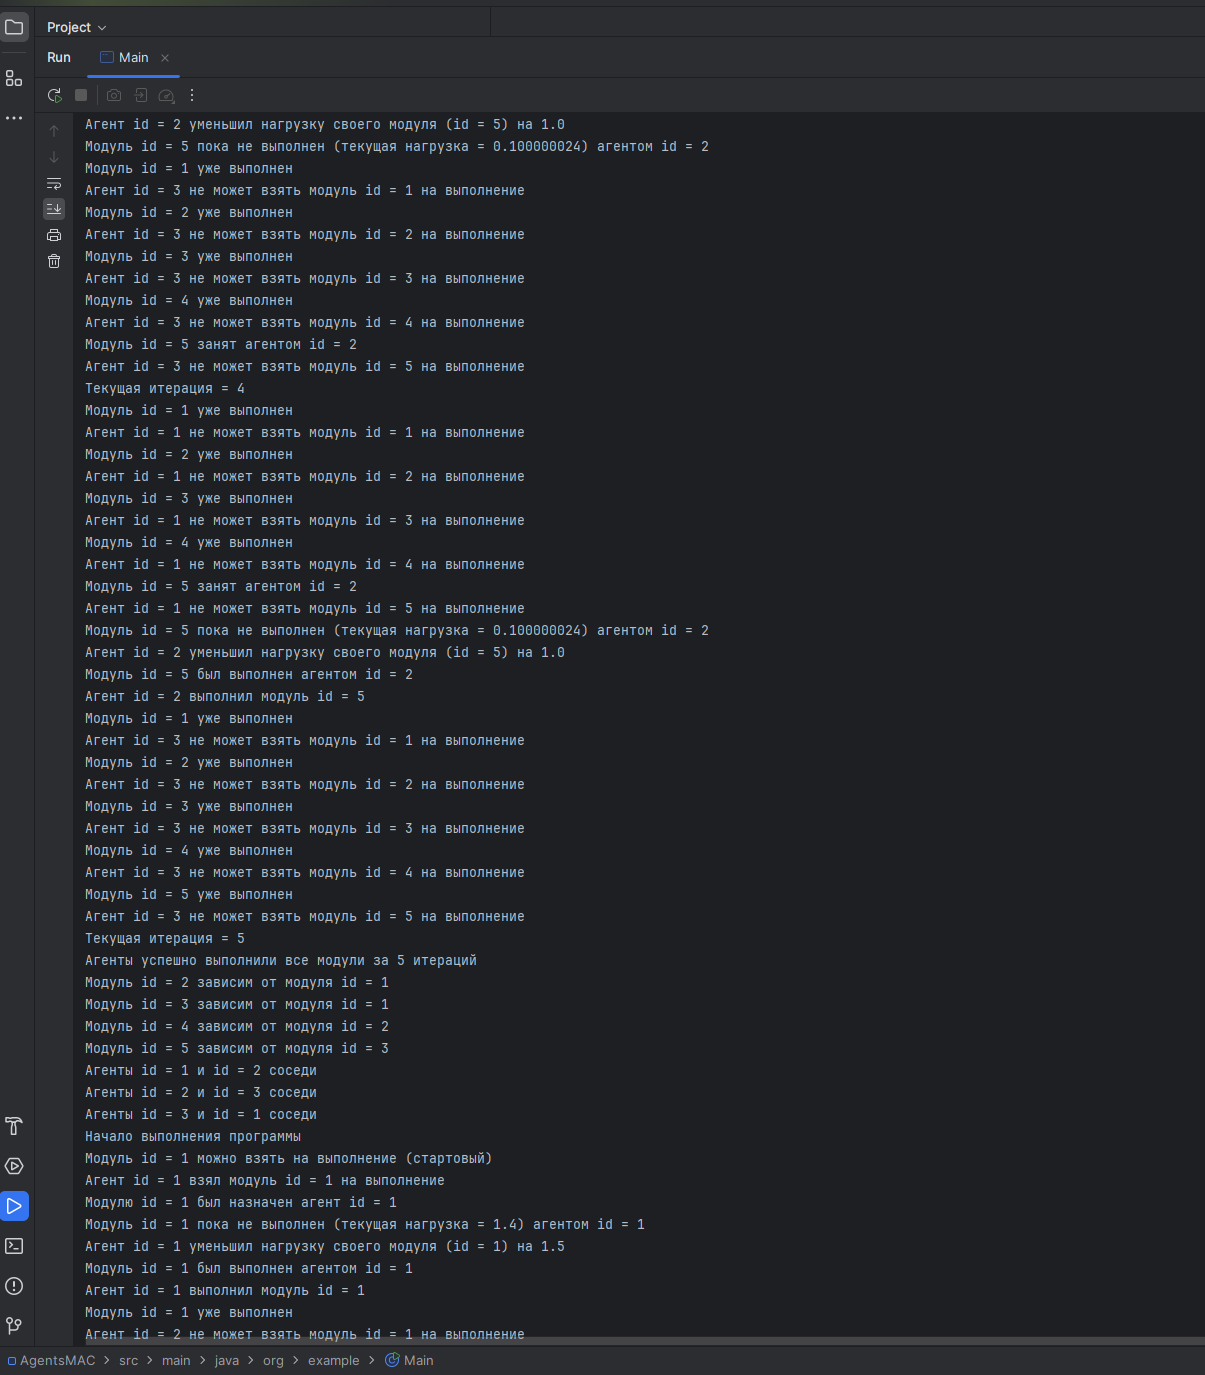 Project
Run Main
Агент id = 2 уменьшил нагрузку своего модуля (id = 5) на 1.0
Модуль id = 5 пока не выполнен (текущая нагрузка = 0.100000024) агентом id = 2
Модуль id = 1 уже выполнен
Агент id = 3 не может взять модуль id = 1 на выполнение
Модуль id = 2 уже выполнен
Агент id = 3 не может взять модуль id = 2 на выполнение
Модуль id = 3 уже выполнен
Агент id = 3 не может взять модуль id = 3 на выполнение
Модуль id = 4 уже выполнен
Агент id = 3 не может взять модуль id = 4 на выполнение
Модуль id = 5 занят агентом id = 2
Агент id = 3 не может взять модуль id = 5 на выполнение
Текущая итерация = 4
Модуль id = 1 уже выполнен
Агент id = 1 не может взять модуль id = 1 на выполнение
Модуль id = 2 уже выполнен
Агент id = 1 не может взять модуль id = 2 на выполнение
Модуль id = 3 уже выполнен
Агент id = 1 не может взять модуль id = 3 на выполнение
Модуль id = 4 уже выполнен
Агент id = 1 не может взять модуль id = 4 на выполнение
Модуль id = 5 занят агентом id = 2
Агент id = 1 не может взять модуль id = 5 на выполнение
Модуль id = 5 пока не выполнен (текущая нагрузка = 0.100000024) агентом id = 2
Агент id = 2 уменьшил нагрузку своего модуля (id = 5) на 1.0
Модуль id = 5 был выполнен агентом id = 2
Агент id = 2 выполнил модуль id = 5
Модуль id = 1 уже выполнен
Агент id = 3 не может взять модуль id = 1 на выполнение
Модуль id = 2 уже выполнен
Агент id = 3 не может взять модуль id = 2 на выполнение
Модуль id = 3 уже выполнен
Агент id = 3 не может взять модуль id = 3 на выполнение
Модуль id = 4 уже выполнен
Агент id = 3 не может взять модуль id = 4 на выполнение
Модуль id = 5 уже выполнен
Агент id = 3 не может взять модуль id = 5 на выполнение
Текущая итерация = 5
Агенты успешно выполнили все модули за 5 итераций
Модуль id = 2 зависим от модуля id = 1
Модуль id = 3 зависим от модуля id = 1
Модуль id = 4 зависим от модуля id = 2
Модуль id = 5 зависим от модуля id = 3
Агенты id = 1 и id = 2 соседи
Агенты id = 2 и id = 3 соседи
Агенты id = 3 и id = 1 соседи
Начало выполнения программы
Модуль id = 1 можно взять на выполнение (стартовый)
Агент id = 1 взял модуль id = 1 на выполнение
Модулю id = 1 был назначен агент id = 1
Модуль id = 1 пока не выполнен (текущая нагрузка = 1.4) агентом id = 1
Агент id = 1 уменьшил нагрузку своего модуля (id = 1) на 1.5
Модуль id = 1 был выполнен агентом id = 1
Агент id = 1 выполнил модуль id = 1
Модуль id = 1 уже выполнен
Агент id = 2 не может взять модуль id = 1 на выполнение
AgentsMAC > src > main > java > org > example > Main